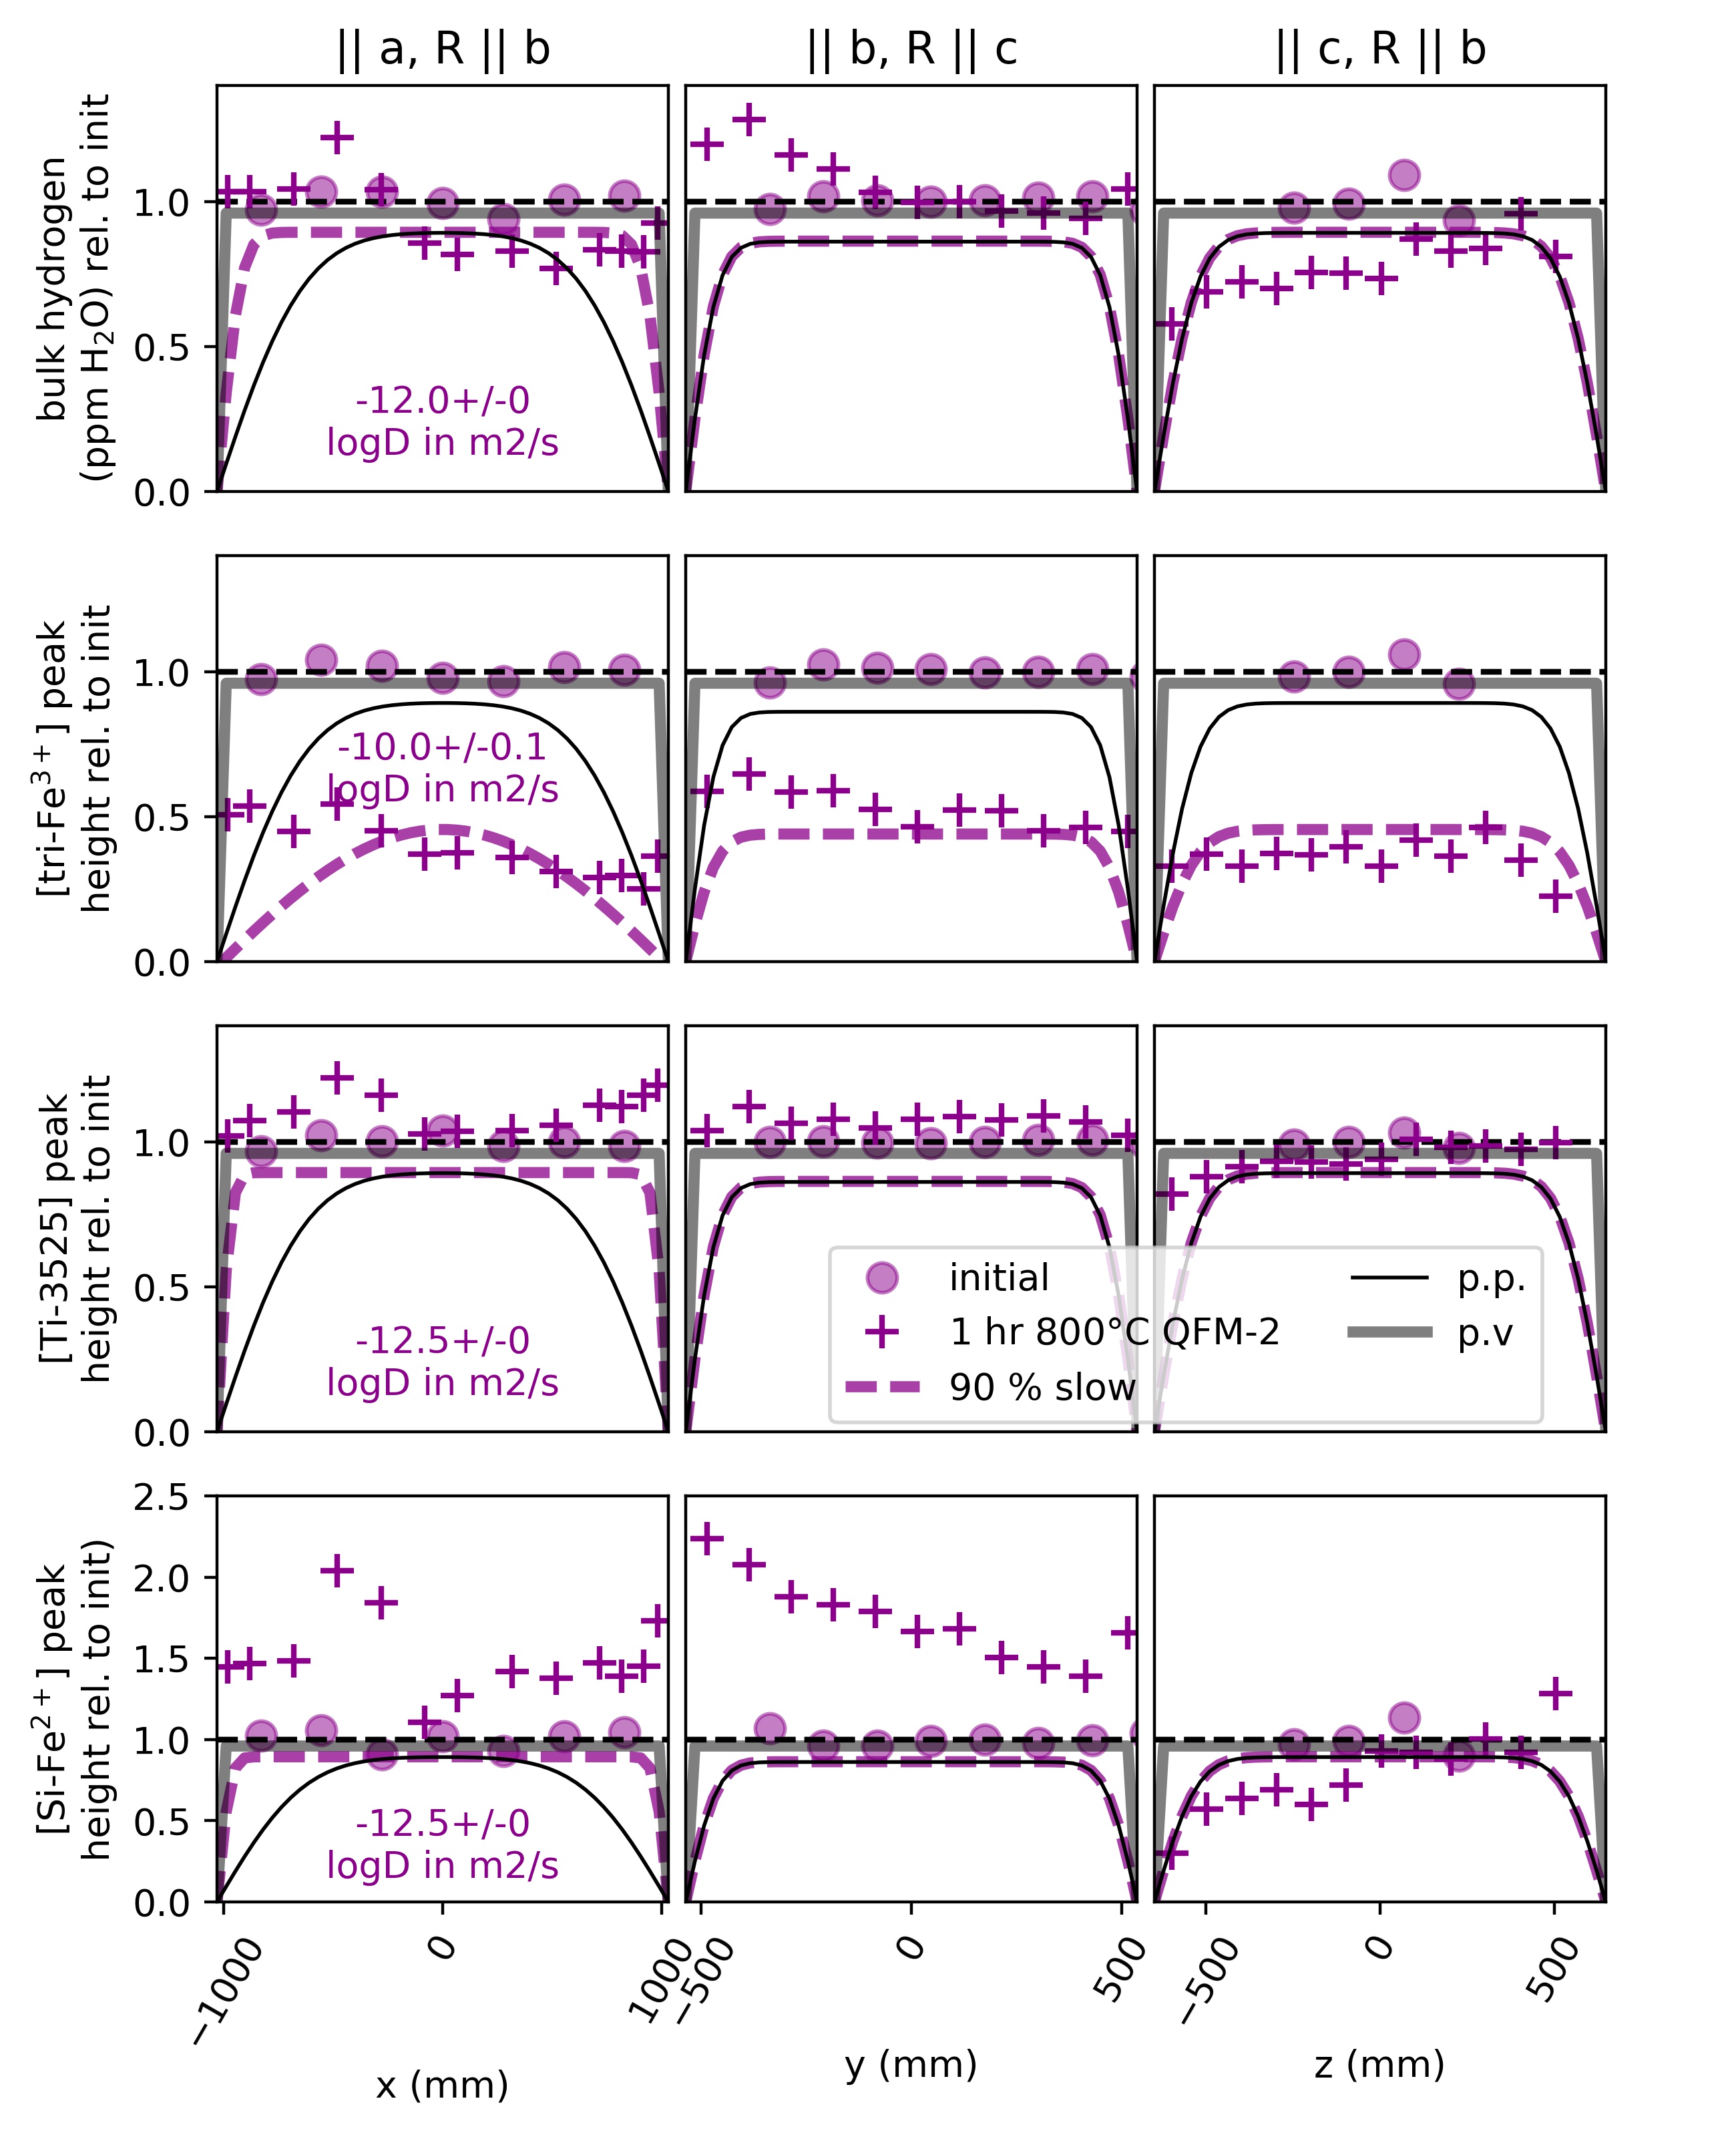 || a, R || b
|| b, R || c
|| c, R || b
bulk hydrogen
(ppm H₂O) rel. to init
1.0
0.5
0.0
-12.0+/-0
logD in m2/s
[tri-Fe³⁺] peak
height rel. to init
1.0
0.5
0.0
-10.0+/-0.1
logD in m2/s
[Ti-3525] peak
height rel. to init
1.0
0.5
0.0
-12.5+/-0
logD in m2/s
initial
1 hr 800°C QFM-2
90 % slow
p.p.
p.v
[Si-Fe²⁺] peak
height rel. to init)
2.5
2.0
1.5
1.0
0.5
0.0
-12.5+/-0
logD in m2/s
−1000
0
1000
−500
0
500
−500
0
500
x (mm)
y (mm)
z (mm)